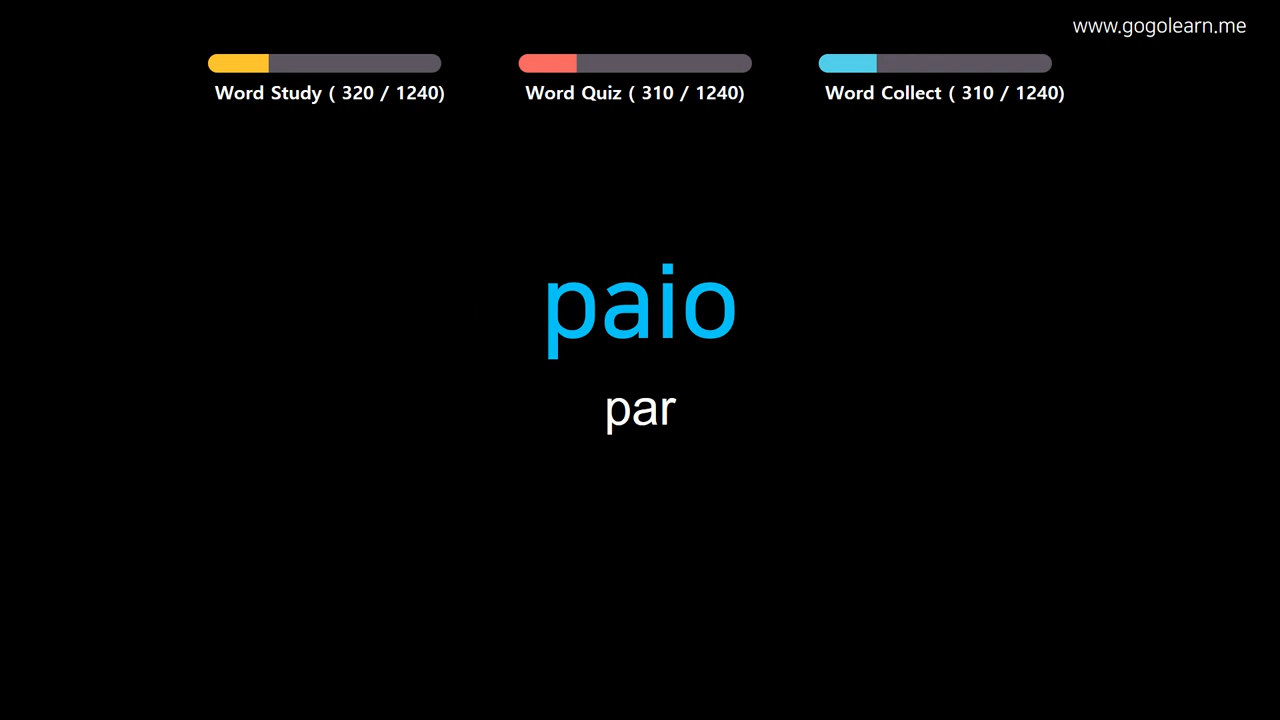 www.gogolearn.me
Word Study ( 320 / 1240)
Word Quiz ( 310 / 1240)
Word Collect ( 310 / 1240)
paio
par